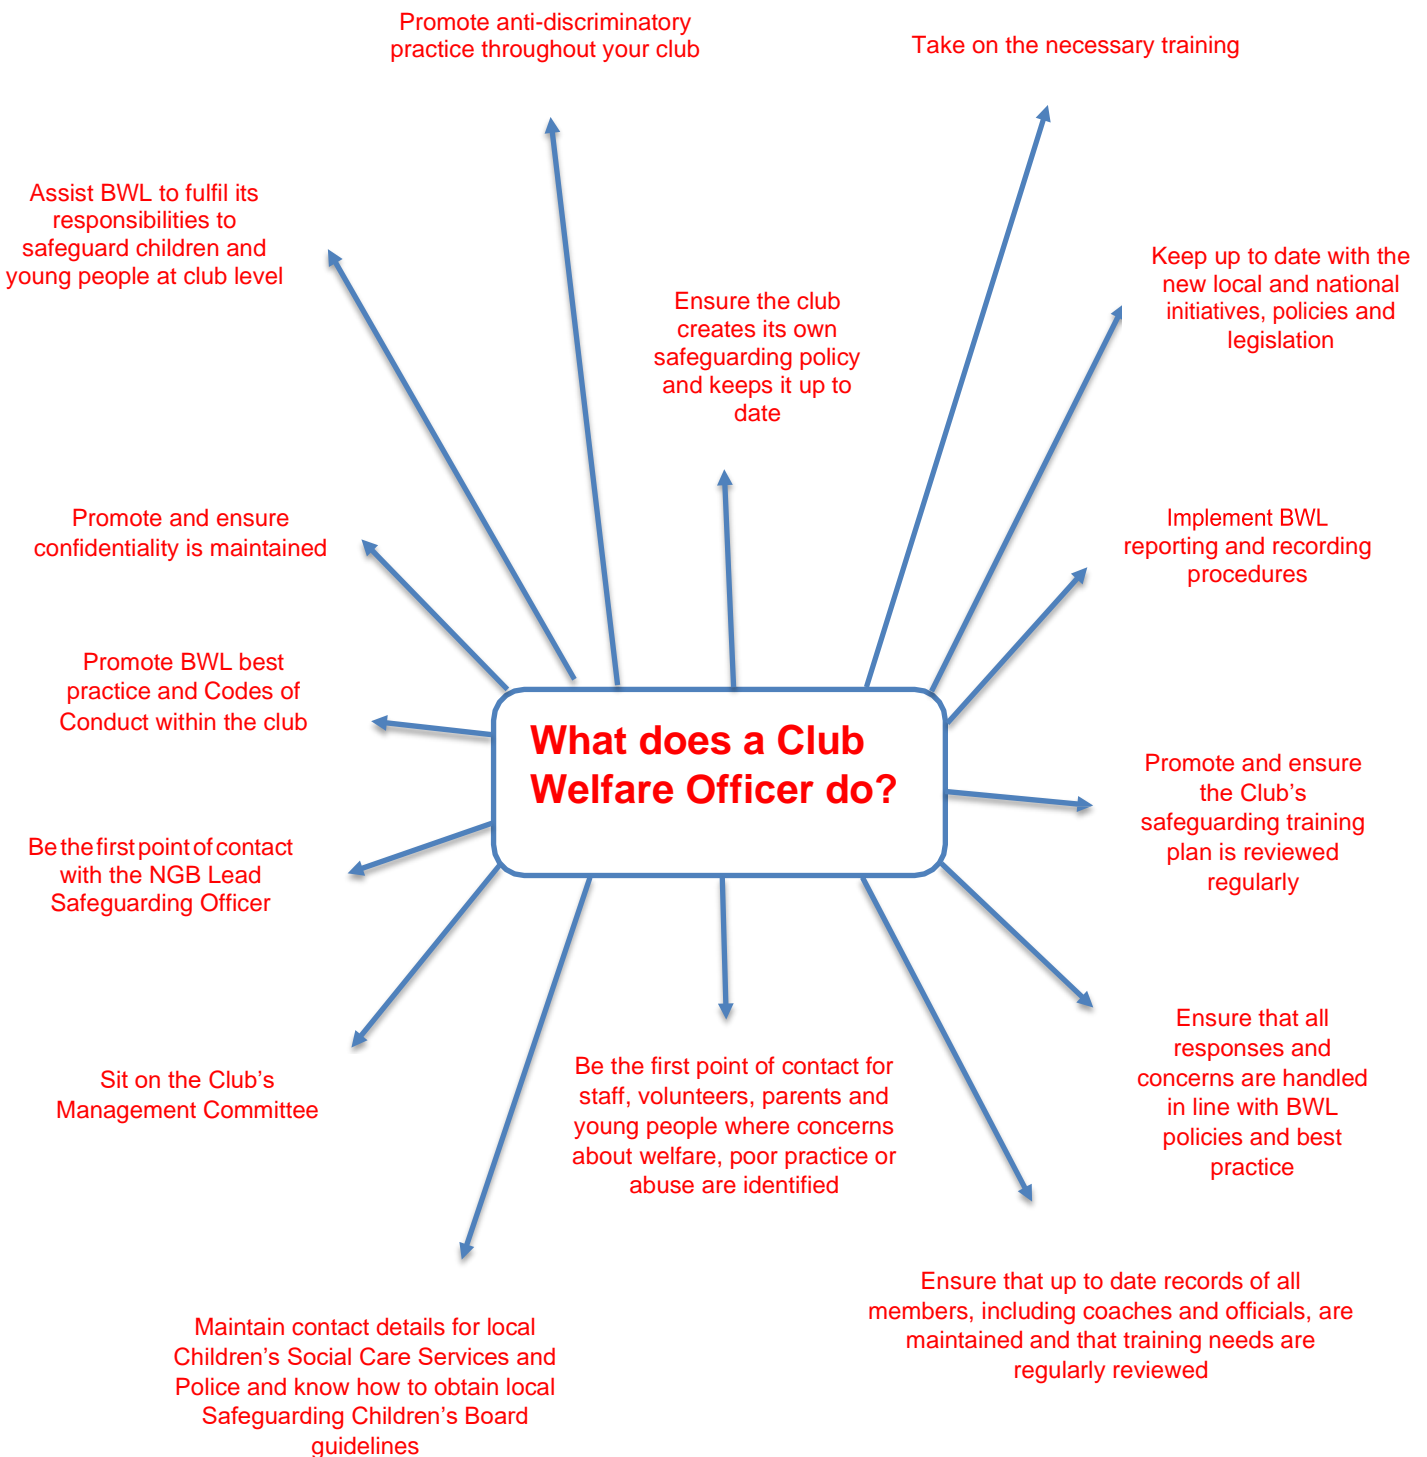 Promote anti-discriminatory
practice throughout your club
Take on the necessary training
Assist BWL to fulfil its
responsibilities to
safeguard children and
young people at club level
Keep up to date with the
new local and national
initiatives, policies and
legislation
Ensure the club
creates its own
safeguarding policy
and keeps it up to
date
Promote and ensure
confidentiality is maintained
Implement BWL
reporting and recording
procedures
Promote BWL best
practice and Codes of
Conduct within the club
What does a Club
Welfare Officer do?
Promote and ensure
the Club’s
safeguarding training
plan is reviewed
regularly
Be the first point of contact
with the NGB Lead
Safeguarding Officer
Ensure that all
responses and
concerns are handled
in line with BWL
policies and best
practice
Sit on the Club’s
Management Committee
Be the first point of contact for
staff, volunteers, parents and
young people where concerns
about welfare, poor practice or
abuse are identified
Ensure that up to date records of all
members, including coaches and officials, are
maintained and that training needs are
regularly reviewed
Maintain contact details for local
Children’s Social Care Services and
Police and know how to obtain local
Safeguarding Children’s Board
guidelines